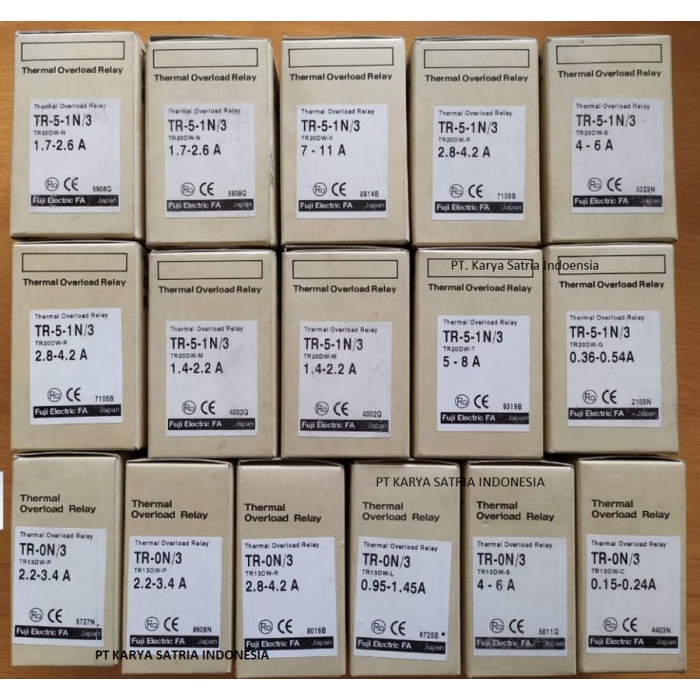 Thermal Overload Relay
Thermal Overload Relay
TR-5-1N/3
TR20DW-N
1.7-2.6 A
CE 5908Q
Fuji Electric FA Japan
Thermal Overload Relay
Thermal Overload Relay
TR-5-1N/3
TR20DW-N
1.7-2.6 A
CE 5908Q
Fuji Electric FA Japan
Thermal Overload Relay
Thermal Overload Relay
TR-5-1N/3
TR20DW-V
7 - 11 A
CE 8914B
Fuji Electric FA Japan
Thermal Overload Relay
Thermal Overload Relay
TR-5-1N/3
TR20DW-R
2.8-4.2 A
CE 7105B
Fuji Electric FA Japan
Thermal Overload Relay
Thermal Overload Relay
TR-5-1N/3
TR20DW-S
4 - 6 A
CE 5323N
Fuji Electric FA Japan
PT. Karya Satria Indoensia
Thermal Overload Relay
Thermal Overload Relay
TR-5-1N/3
TR20DW-R
2.8-4.2 A
CE 7105B
Fuji Electric FA Japan
Thermal Overload Relay
Thermal Overload Relay
TR-5-1N/3
TR20DW-M
1.4-2.2 A
CE 4002Q
Fuji Electric FA Japan
Thermal Overload Relay
Thermal Overload Relay
TR-5-1N/3
TR20DW-M
1.4-2.2 A
CE 4002Q
Fuji Electric FA Japan
Thermal Overload Relay
Thermal Overload Relay
TR-5-1N/3
TR20DW-T
5 - 8 A
CE 9319B
Fuji Electric FA Japan
Thermal Overload Relay
Thermal Overload Relay
TR-5-1N/3
TR20DW-G
0.36-0.54A
CE 2109N
Fuji Electric FA Japan
PT KARYA SATRIA INDONESIA
Thermal
Overload Relay
Thermal Overload Relay
TR-0N/3
TR13DW-P
2.2-3.4 A
CE 6727N
Fuji Electric FA Japan
Thermal
Overload Relay
Thermal Overload Relay
TR-0N/3
TR13DW-P
2.2-3.4 A
CE 8608N
Fuji Electric FA Japan
PT KARYA SATRIA INDONESIA
Thermal
Overload Relay
Thermal Overload Relay
TR-0N/3
TR13DW-R
2.8-4.2 A
CE 8016B
Fuji Electric FA Japan
Thermal
Overload Relay
Thermal Overload Relay
TR-0N/3
TR13DW-L
0.95-1.45A
CE 6725B
Fuji Electric FA Japan
Thermal
Overload Relay
Thermal Overload Relay
TR-0N/3
TR13DW-S
4 - 6 A
CE 5811Q
Fuji Electric FA Japan
Thermal
Overload Relay
Thermal Overload Relay
TR-0N/3
TR13DW-C
0.15-0.24A
CE 4403N
Fuji Electric FA Japan